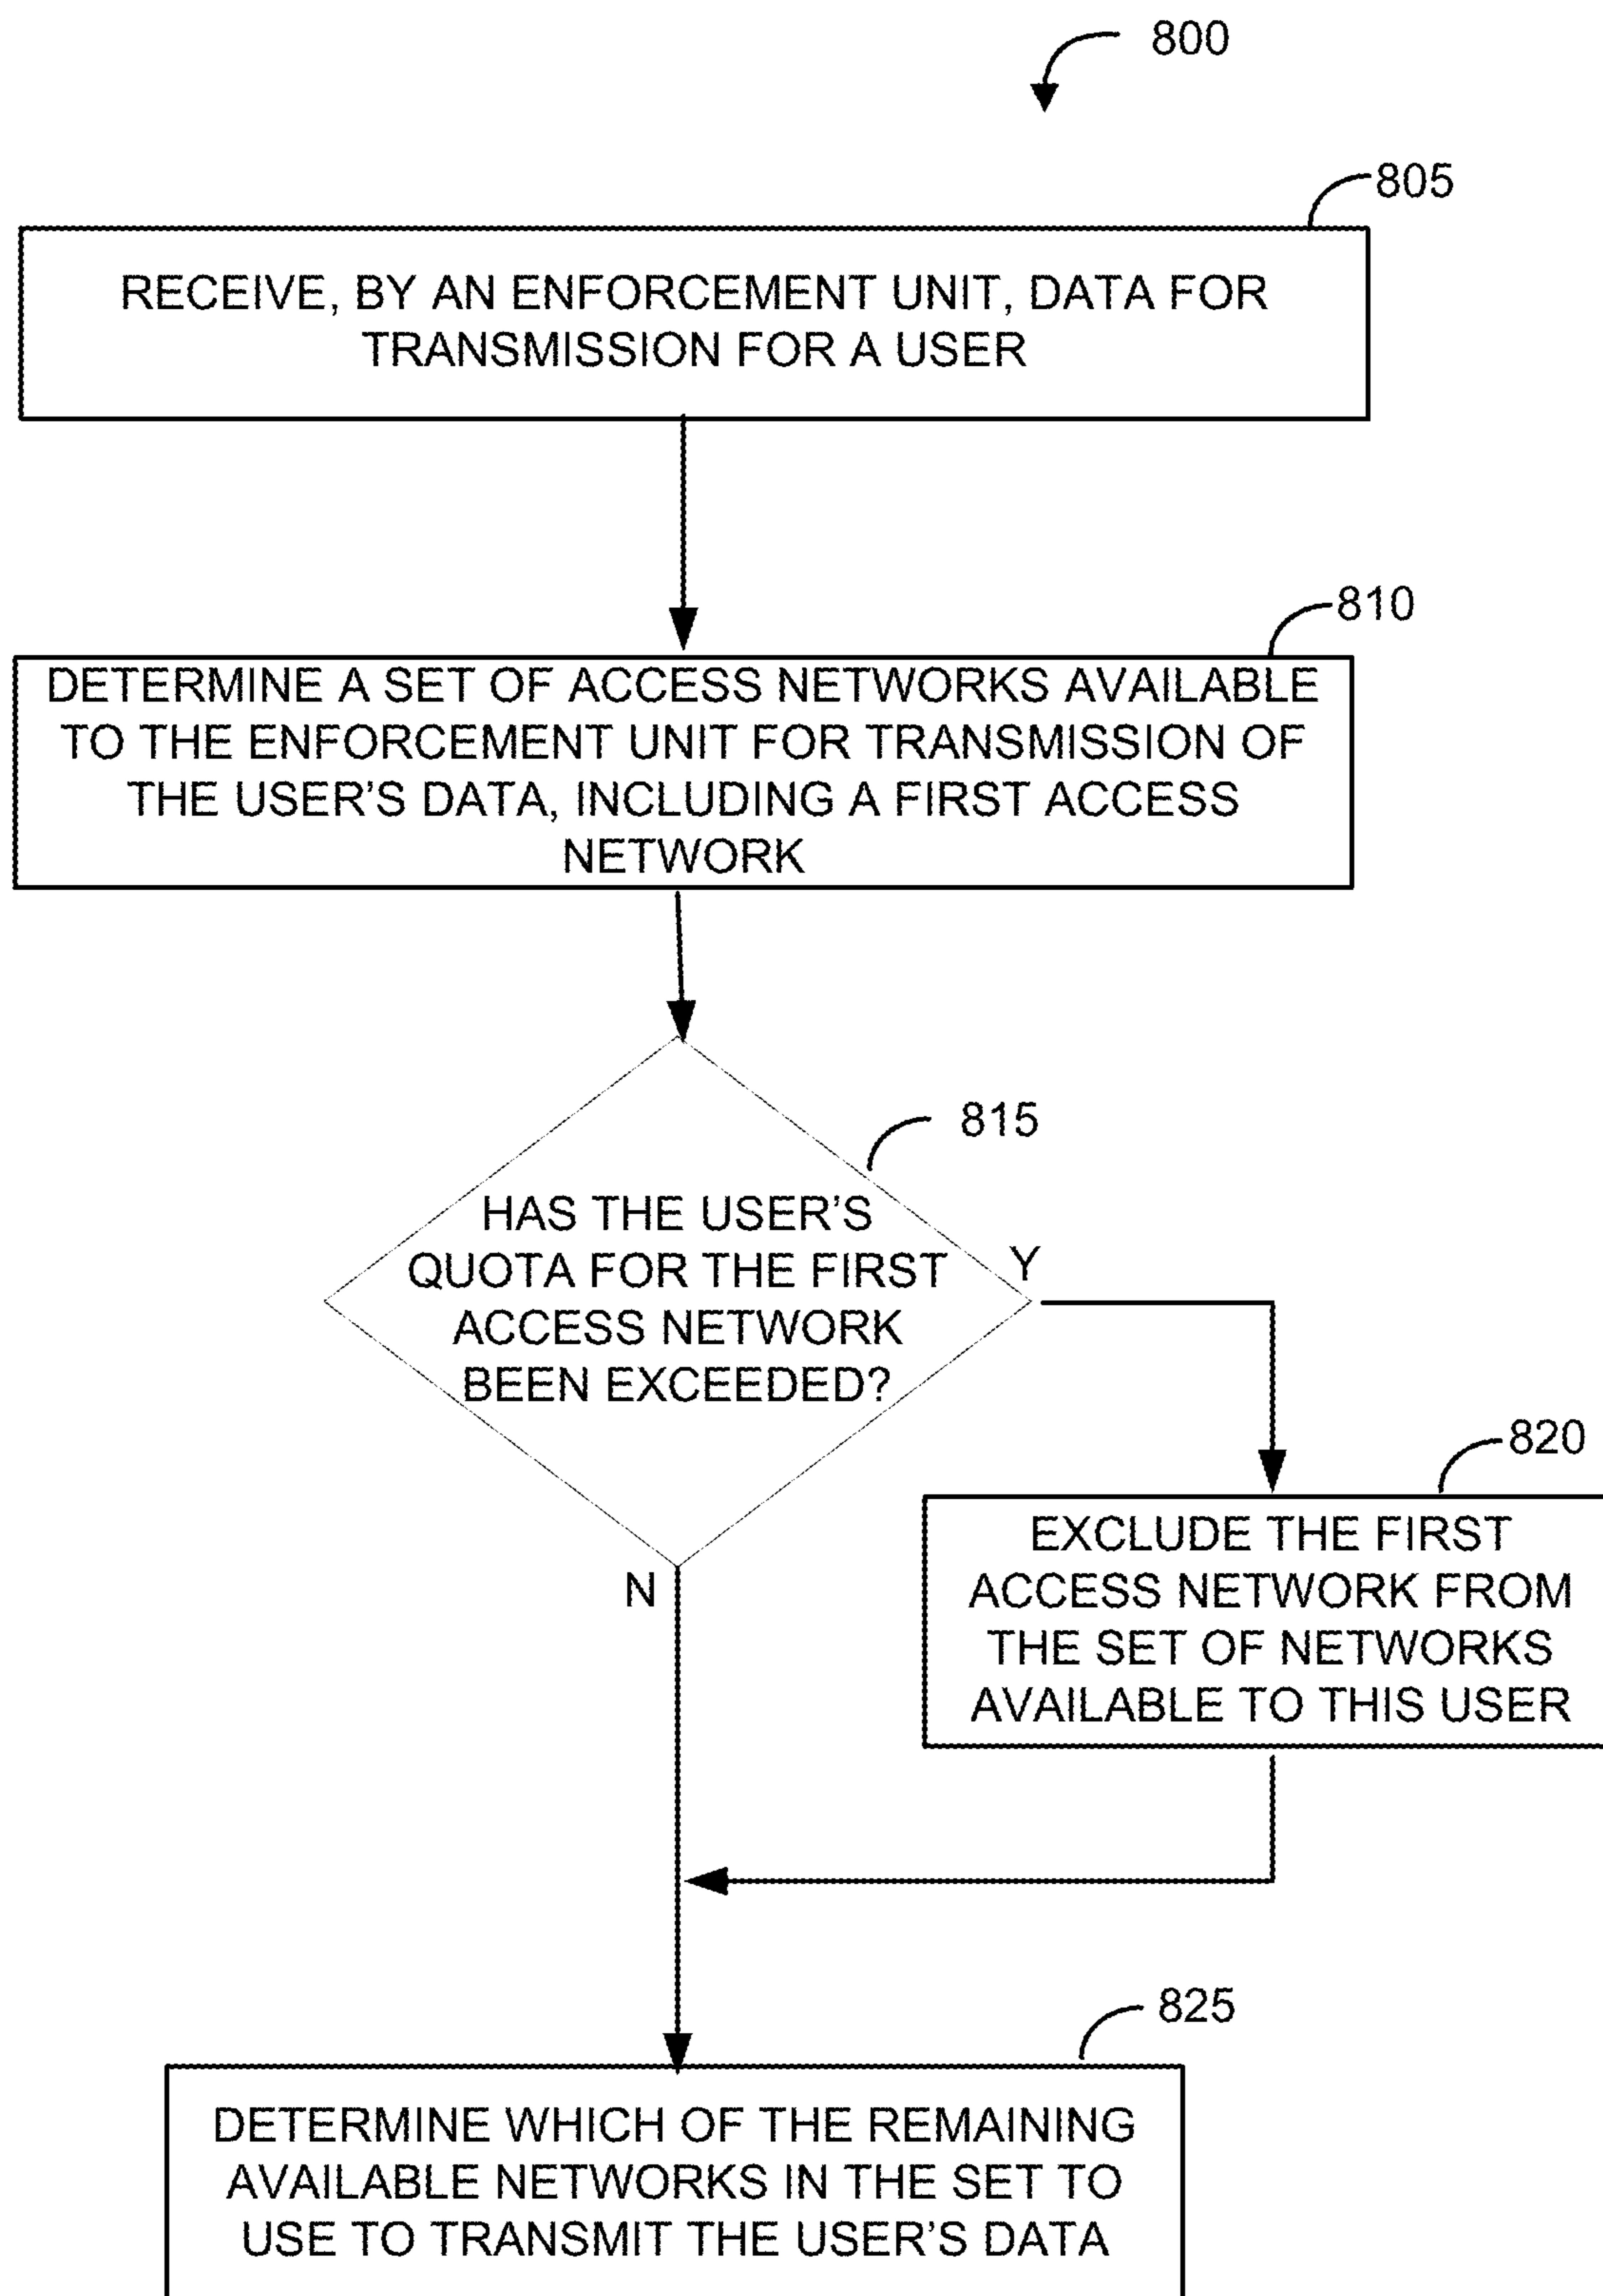 800
805
RECEIVE, BY AN ENFORCEMENT UNIT, DATA FOR
TRANSMISSION FOR A USER
810
DETERMINE A SET OF ACCESS NETWORKS AVAILABLE
TO THE ENFORCEMENT UNIT FOR TRANSMISSION OF
THE USER'S DATA, INCLUDING A FIRST ACCESS
NETWORK
815
HAS THE USER'S
QUOTA FOR THE FIRST
ACCESS NETWORK
BEEN EXCEEDED?
Y
N
820
EXCLUDE THE FIRST
ACCESS NETWORK FROM
THE SET OF NETWORKS
AVAILABLE TO THIS USER
825
DETERMINE WHICH OF THE REMAINING
AVAILABLE NETWORKS IN THE SET TO
USE TO TRANSMIT THE USER'S DATA